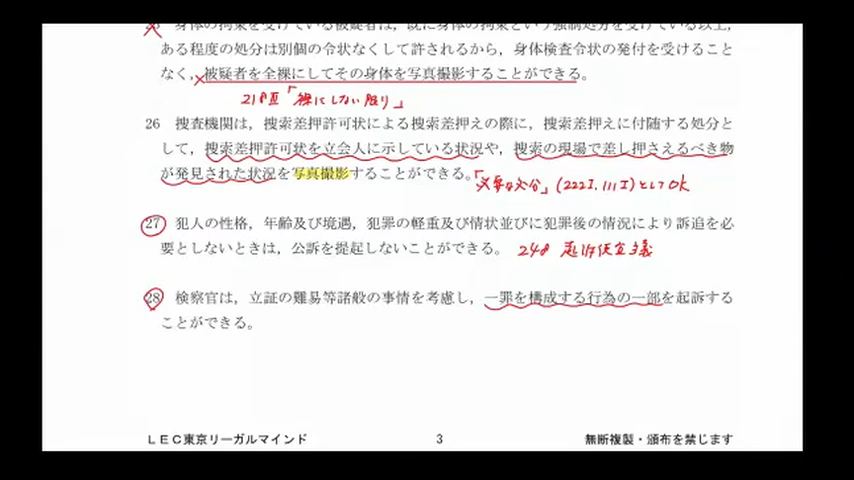 25 身体の拘束を受けている被疑者は，既に身体の拘束という強制処分を受けている以上，
ある程度の処分は別個の令状なくして許されるから，身体検査令状の発付を受けること
なく，被疑者を全裸にしてその身体を写真撮影することができる。
218Ⅲ「裸にしない限り」
26 捜査機関は，捜索差押許可状による捜索差押えの際に，捜索差押えに付随する処分と
して，捜索差押許可状を立会人に示している状況や，捜索の現場で差し押さえるべき物
が発見された状況を写真撮影することができる。
「必要な処分」(222Ⅰ, 111Ⅰ)としてOK
27 犯人の性格，年齢及び境遇，犯罪の軽重及び情状並びに犯罪後の情況により訴追を必
要としないときは，公訴を提起しないことができる。 248 起訴便宜主義
28 検察官は，立証の難易等諸般の事情を考慮し，一罪を構成する行為の一部を起訴する
ことができる。
ＬＥＣ東京リーガルマインド
3
無断複製・頒布を禁じます